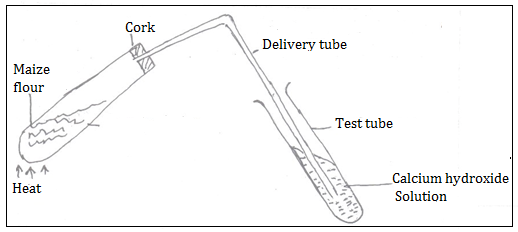 Cork
Delivery tube
Maize
flour
Test tube
Heat
Calcium hydroxide
Solution